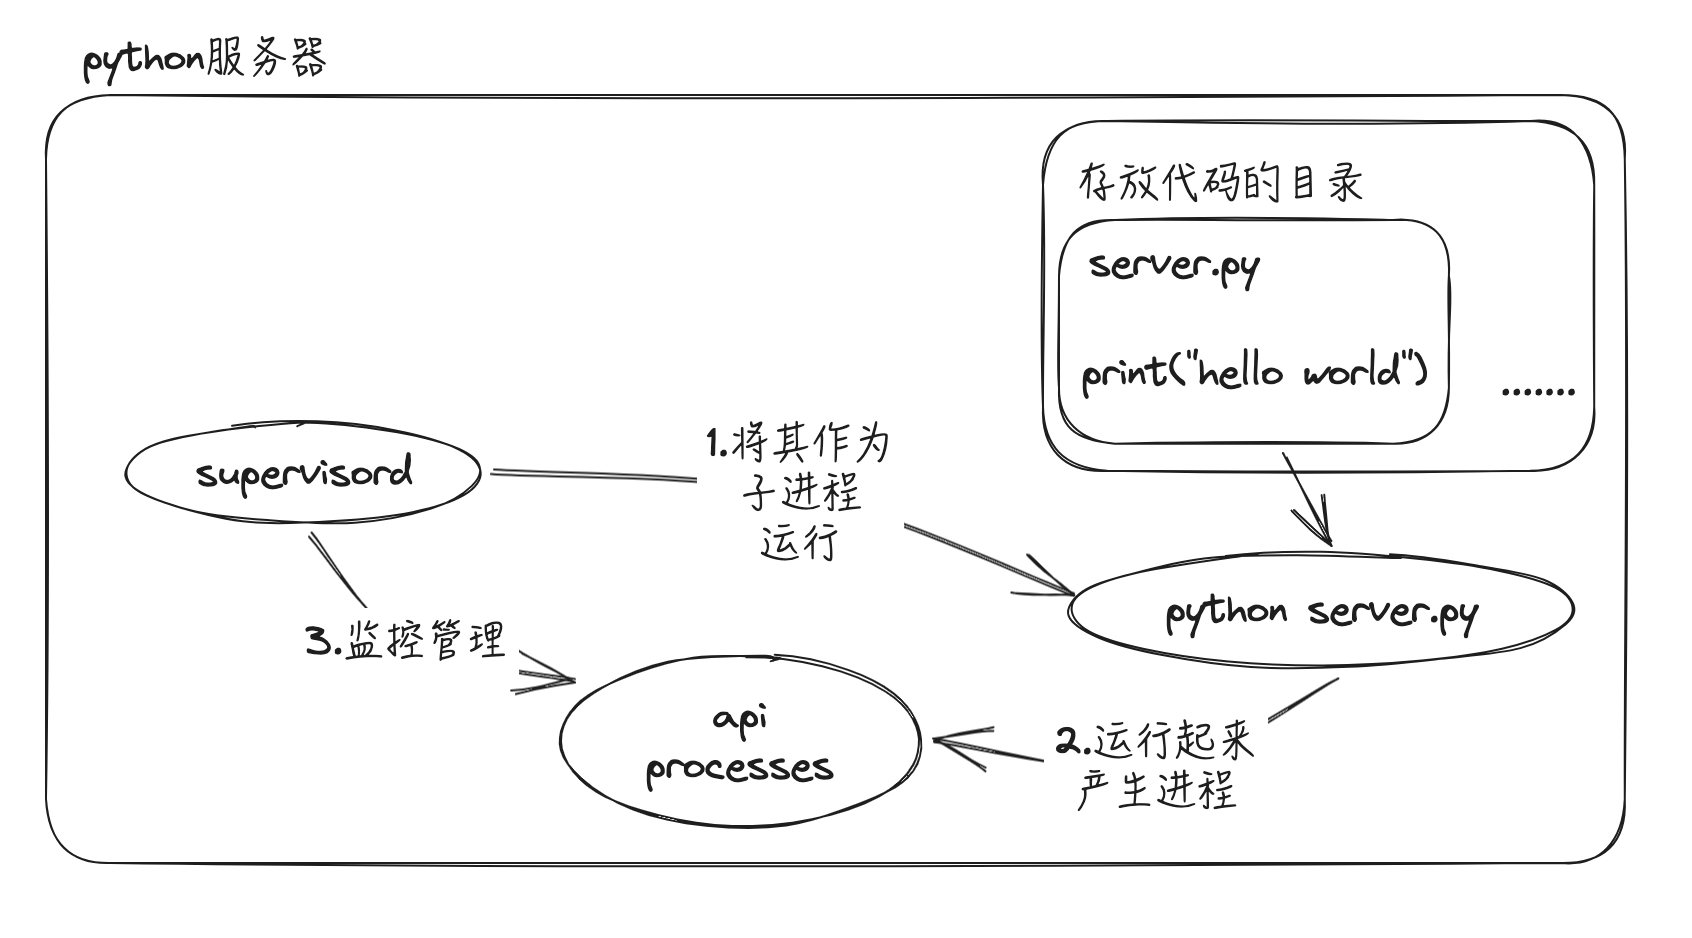 python服务器
存放代码的目录
server.py
print("hello world")
.......
supervisord
1.将其作为
子进程
运行
python server.py
3.监控管理
api
processes
2.运行起来
产生进程